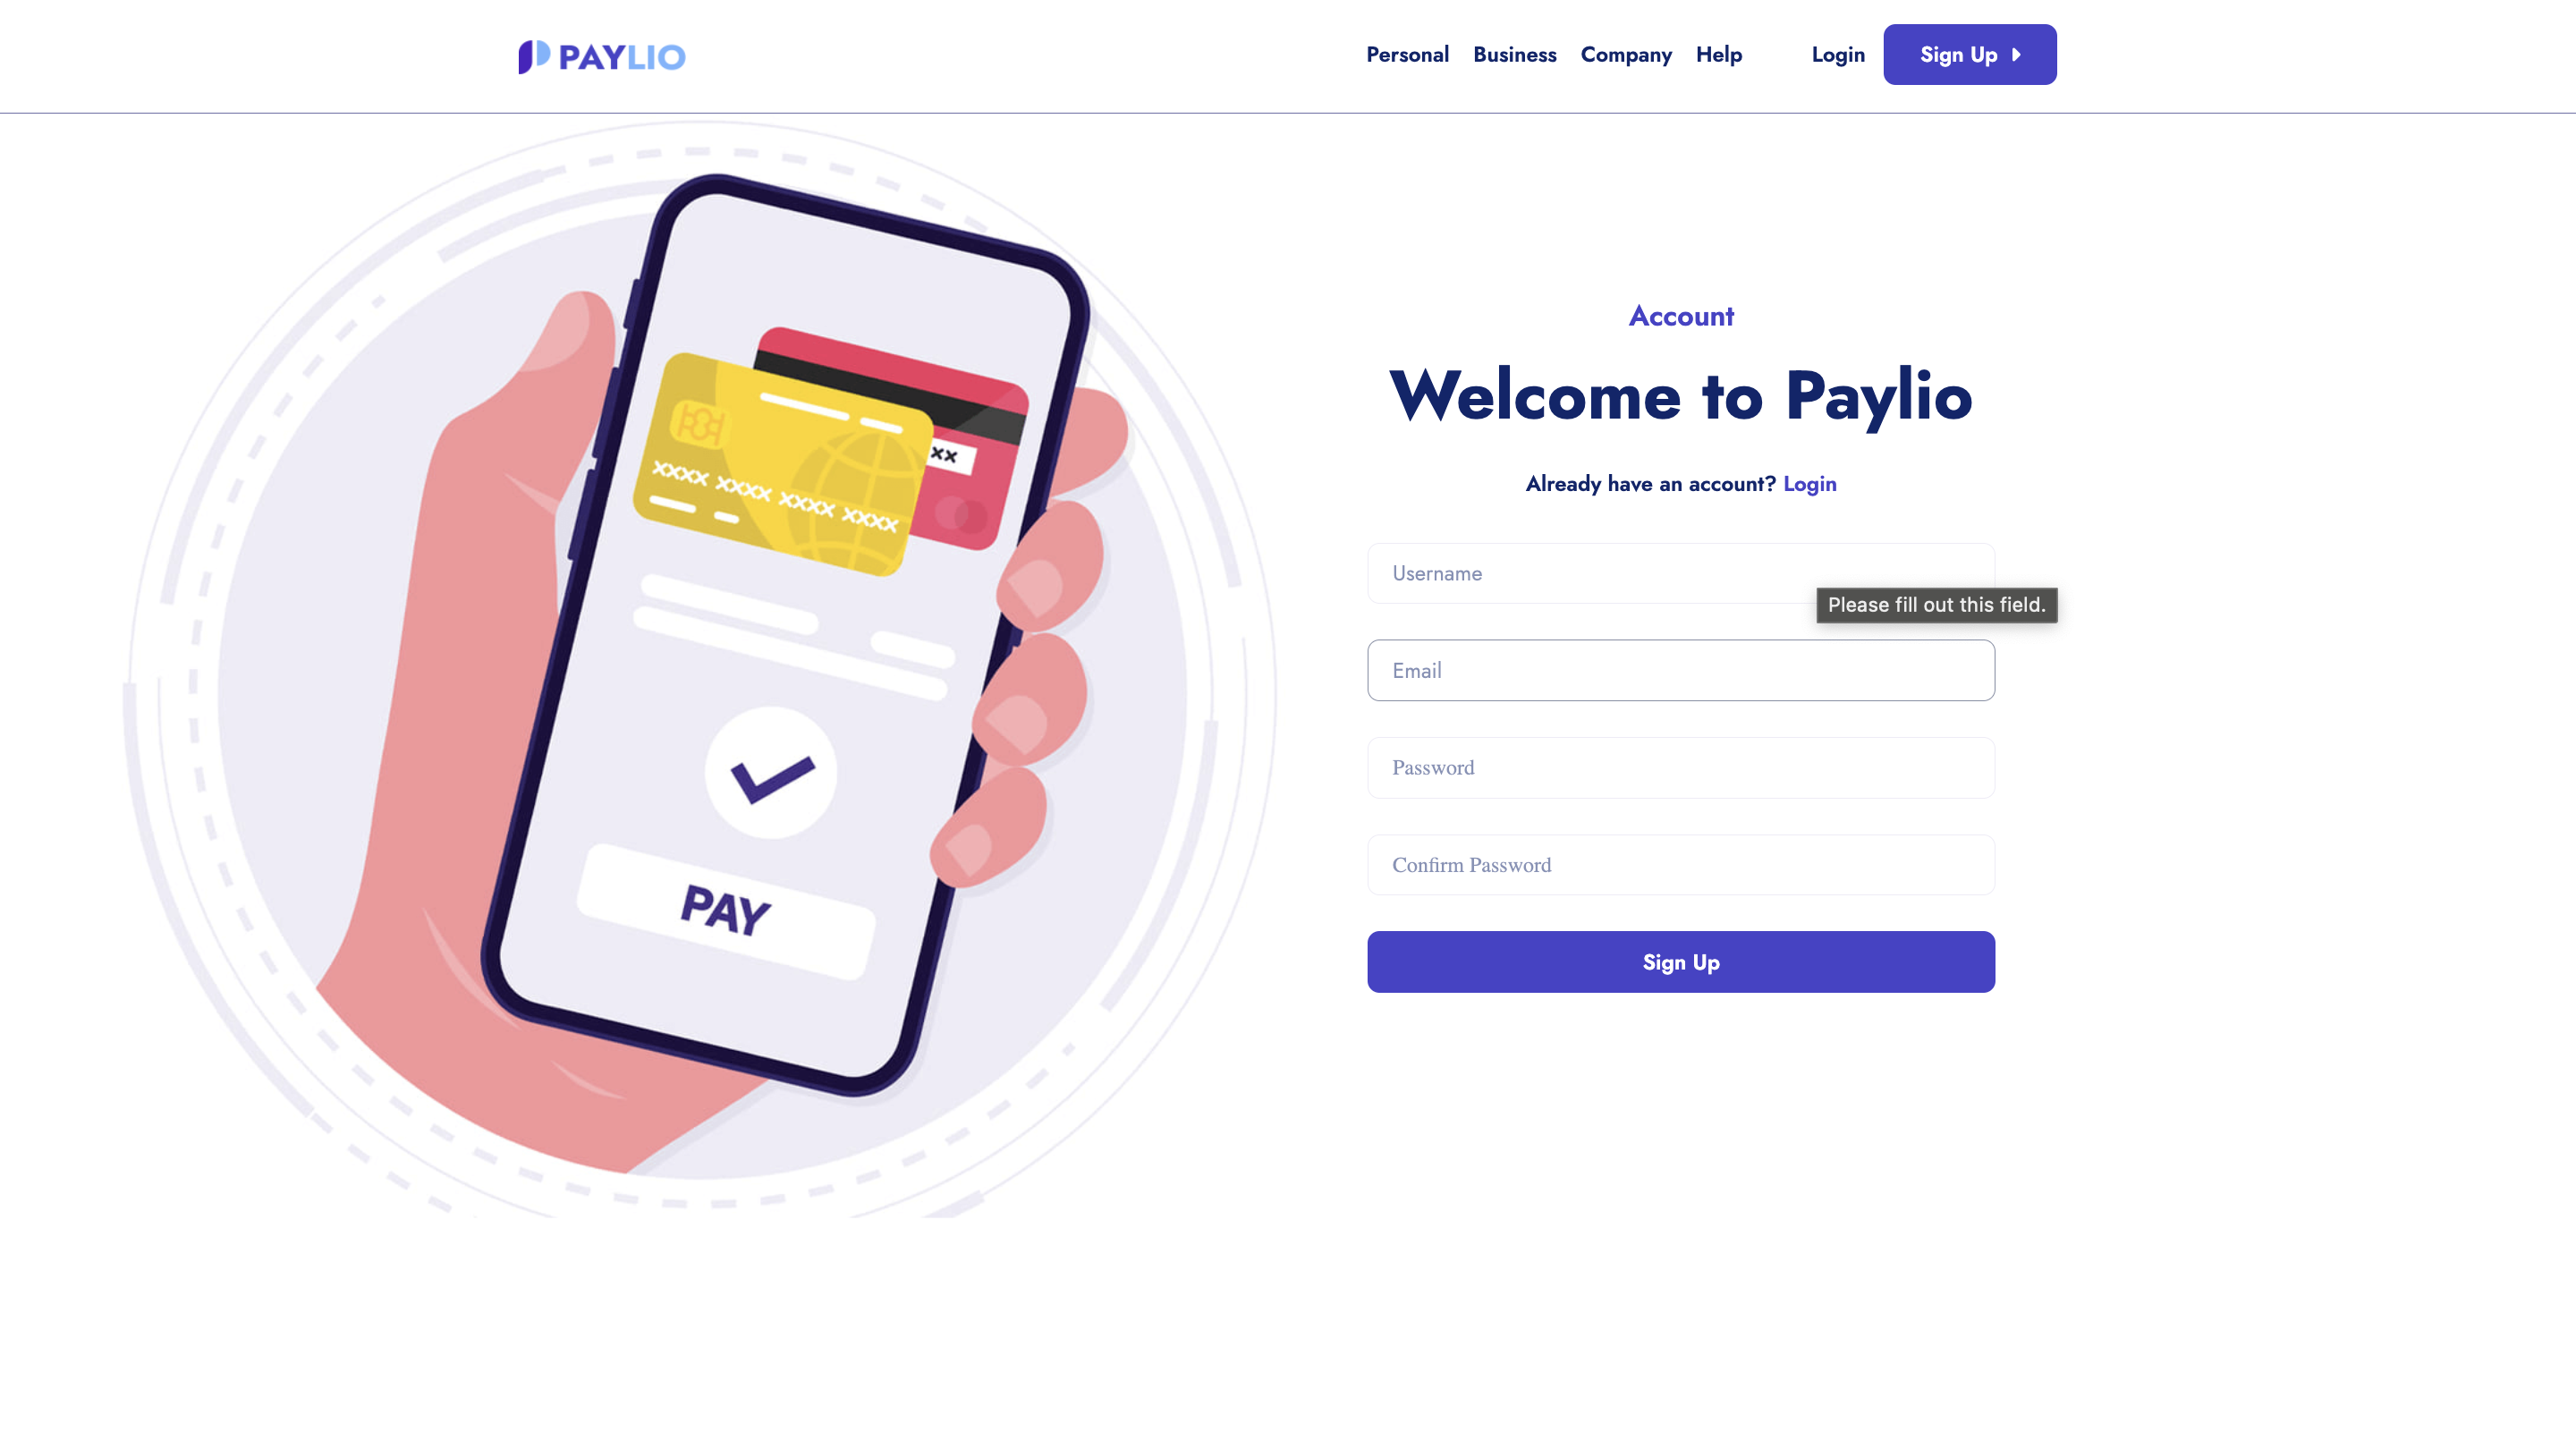 PAYLIO
Personal Business Company Help Login Sign Up
xx
xxxx xxxx xxxx xxxx
PAY
Account
Welcome to Paylio
Already have an account? Login
Username
Please fill out this field.
Email
Password
Confirm Password
Sign Up